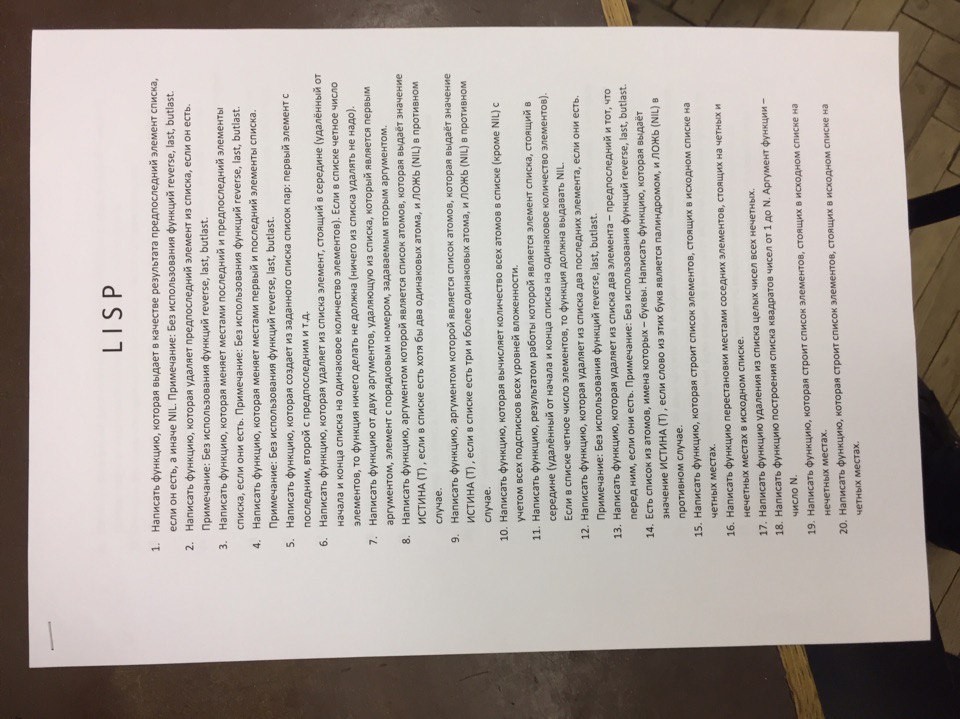 LISP
1. Написать функцию, которая выдает в качестве результата предпоследний элемент списка,
если он есть, а иначе NIL. Примечание: Без использования функций reverse, last, butlast.
2. Написать функцию, которая удаляет предпоследний элемент из списка, если он есть.
Примечание: Без использования функций reverse, last, butlast.
3. Написать функцию, которая меняет местами последний и предпоследний элементы
списка, если они есть. Примечание: Без использования функций reverse, last, butlast.
4. Написать функцию, которая меняет местами первый и последний элементы списка.
Примечание: Без использования функций reverse, last, butlast.
5. Написать функцию, которая создает из заданного списка список пар: первый элемент с
последним, второй с предпоследним и т.д.
6. Написать функцию, которая удаляет из списка элемент, стоящий в середине (удалённый от
начала и конца списка на одинаковое количество элементов). Если в списке четное число
элементов, то функция ничего делать не должна (ничего из списка удалять не надо).
7. Написать функцию от двух аргументов, удаляющую из списка, который является первым
аргументом, элемент с порядковым номером, задаваемым вторым аргументом.
8. Написать функцию, аргументом которой является список атомов, которая выдаёт значение
ИСТИНА (T) , если в списке есть хотя бы два одинаковых атома, и ЛОЖЬ (NIL) в противном
случае.
9. Написать функцию, аргументом которой является список атомов, которая выдаёт значение
ИСТИНА (T) , если в списке есть три и более одинаковых атома, и ЛОЖЬ (NIL) в противном
случае.
10. Написать функцию, которая вычисляет количество всех атомов в списке (кроме NIL) с
учетом всех подсписков всех уровней вложенности.
11. Написать функцию, результатом работы которой является элемент списка, стоящий в
середине (удалённый от начала и конца списка на одинаковое количество элементов).
Если в списке четное число элементов, то функция должна выдавать NIL.
12. Написать функцию, которая удаляет из списка два последних элемента, если они есть.
Примечание: Без использования функций reverse, last, butlast.
13. Написать функцию, которая удаляет из списка два элемента – предпоследний и тот, что
перед ним, если они есть. Примечание: Без использования функций reverse, last, butlast.
14. Есть список из атомов, имена которых – буквы. Написать функцию, которая выдаёт
значение ИСТИНА (T) , если слово из этих букв является палиндромом, и ЛОЖЬ (NIL) в
противном случае.
15. Написать функцию, которая строит список элементов, стоящих в исходном списке на
четных местах.
16. Написать функцию перестановки местами соседних элементов, стоящих на четных и
нечетных местах в исходном списке.
17. Написать функцию удаления из списка целых чисел всех нечетных.
18. Написать функцию построения списка квадратов чисел от 1 до N. Аргумент функции –
число N.
19. Написать функцию, которая строит список элементов, стоящих в исходном списке на
нечетных местах.
20. Написать функцию, которая строит список элементов, стоящих в исходном списке на
четных местах.